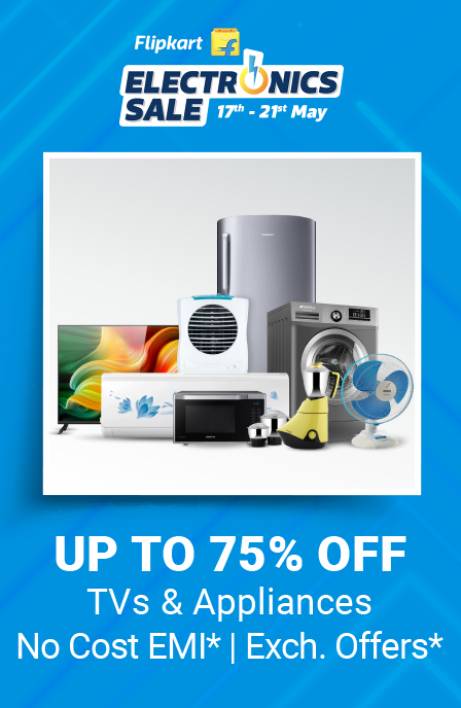 Flipkart
ELECTRONICS
SALE 17th - 21st May
UP TO 75% OFF
TVs & Appliances
No Cost EMI* | Exch. Offers*